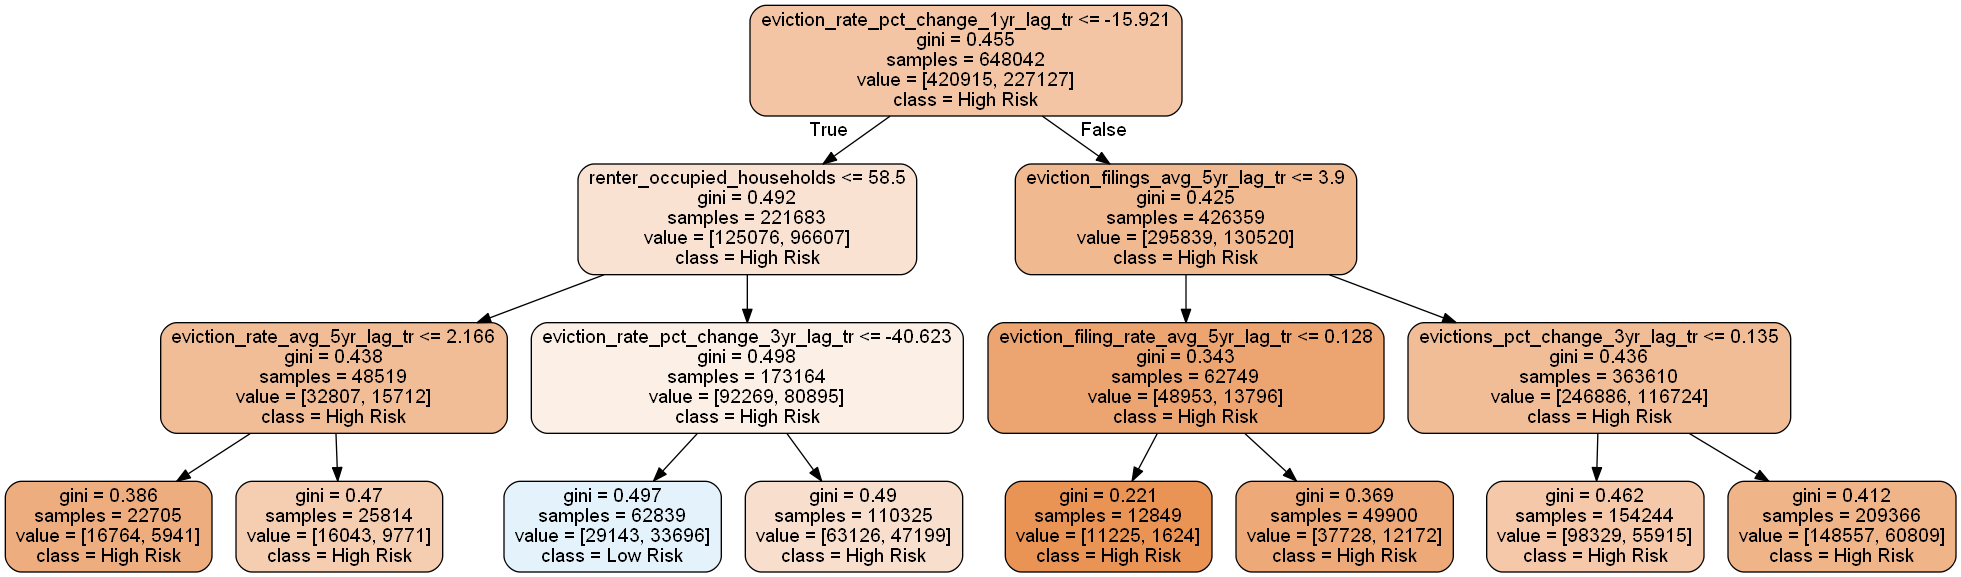 eviction_rate_pct_change_1yr_lag_tr <= -15.921
gini = 0.455
samples = 648042
value = [420915, 227127]
class = High Risk
True
False
renter_occupied_households <= 58.5
gini = 0.492
samples = 221683
value = [125076, 96607]
class = High Risk
eviction_filings_avg_5yr_lag_tr <= 3.9
gini = 0.425
samples = 426359
value = [295839, 130520]
class = High Risk
eviction_rate_avg_5yr_lag_tr <= 2.166
gini = 0.438
samples = 48519
value = [32807, 15712]
class = High Risk
eviction_rate_pct_change_3yr_lag_tr <= -40.623
gini = 0.498
samples = 173164
value = [92269, 80895]
class = High Risk
eviction_filing_rate_avg_5yr_lag_tr <= 0.128
gini = 0.343
samples = 62749
value = [48953, 13796]
class = High Risk
evictions_pct_change_3yr_lag_tr <= 0.135
gini = 0.436
samples = 363610
value = [246886, 116724]
class = High Risk
gini = 0.386
samples = 22705
value = [16764, 5941]
class = High Risk
gini = 0.47
samples = 25814
value = [16043, 9771]
class = High Risk
gini = 0.497
samples = 62839
value = [29143, 33696]
class = Low Risk
gini = 0.49
samples = 110325
value = [63126, 47199]
class = High Risk
gini = 0.221
samples = 12849
value = [11225, 1624]
class = High Risk
gini = 0.369
samples = 49900
value = [37728, 12172]
class = High Risk
gini = 0.462
samples = 154244
value = [98329, 55915]
class = High Risk
gini = 0.412
samples = 209366
value = [148557, 60809]
class = High Risk